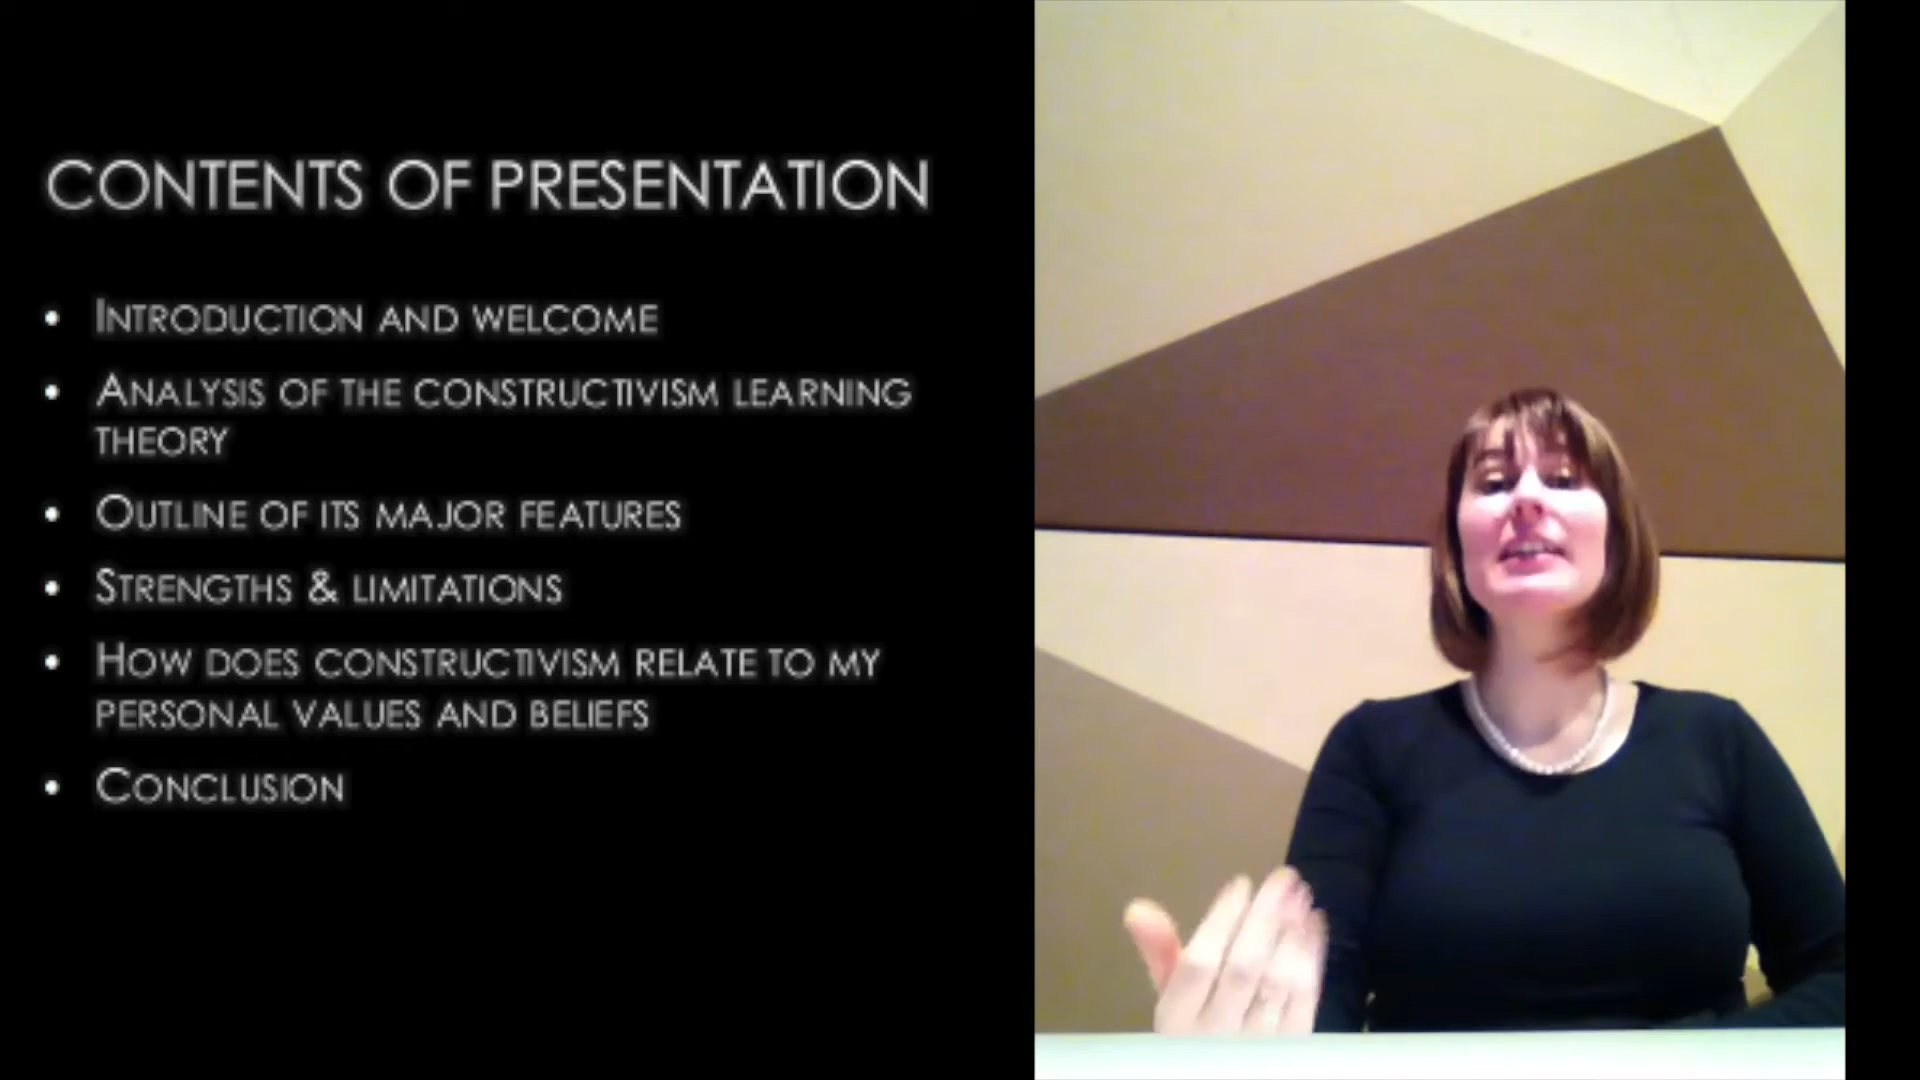 CONTENTS OF PRESENTATION
• INTRODUCTION AND WELCOME
• ANALYSIS OF THE CONSTRUCTIVISM LEARNING
THEORY
• OUTLINE OF ITS MAJOR FEATURES
• STRENGTHS & LIMITATIONS
• HOW DOES CONSTRUCTIVISM RELATE TO MY
PERSONAL VALUES AND BELIEFS
• CONCLUSION